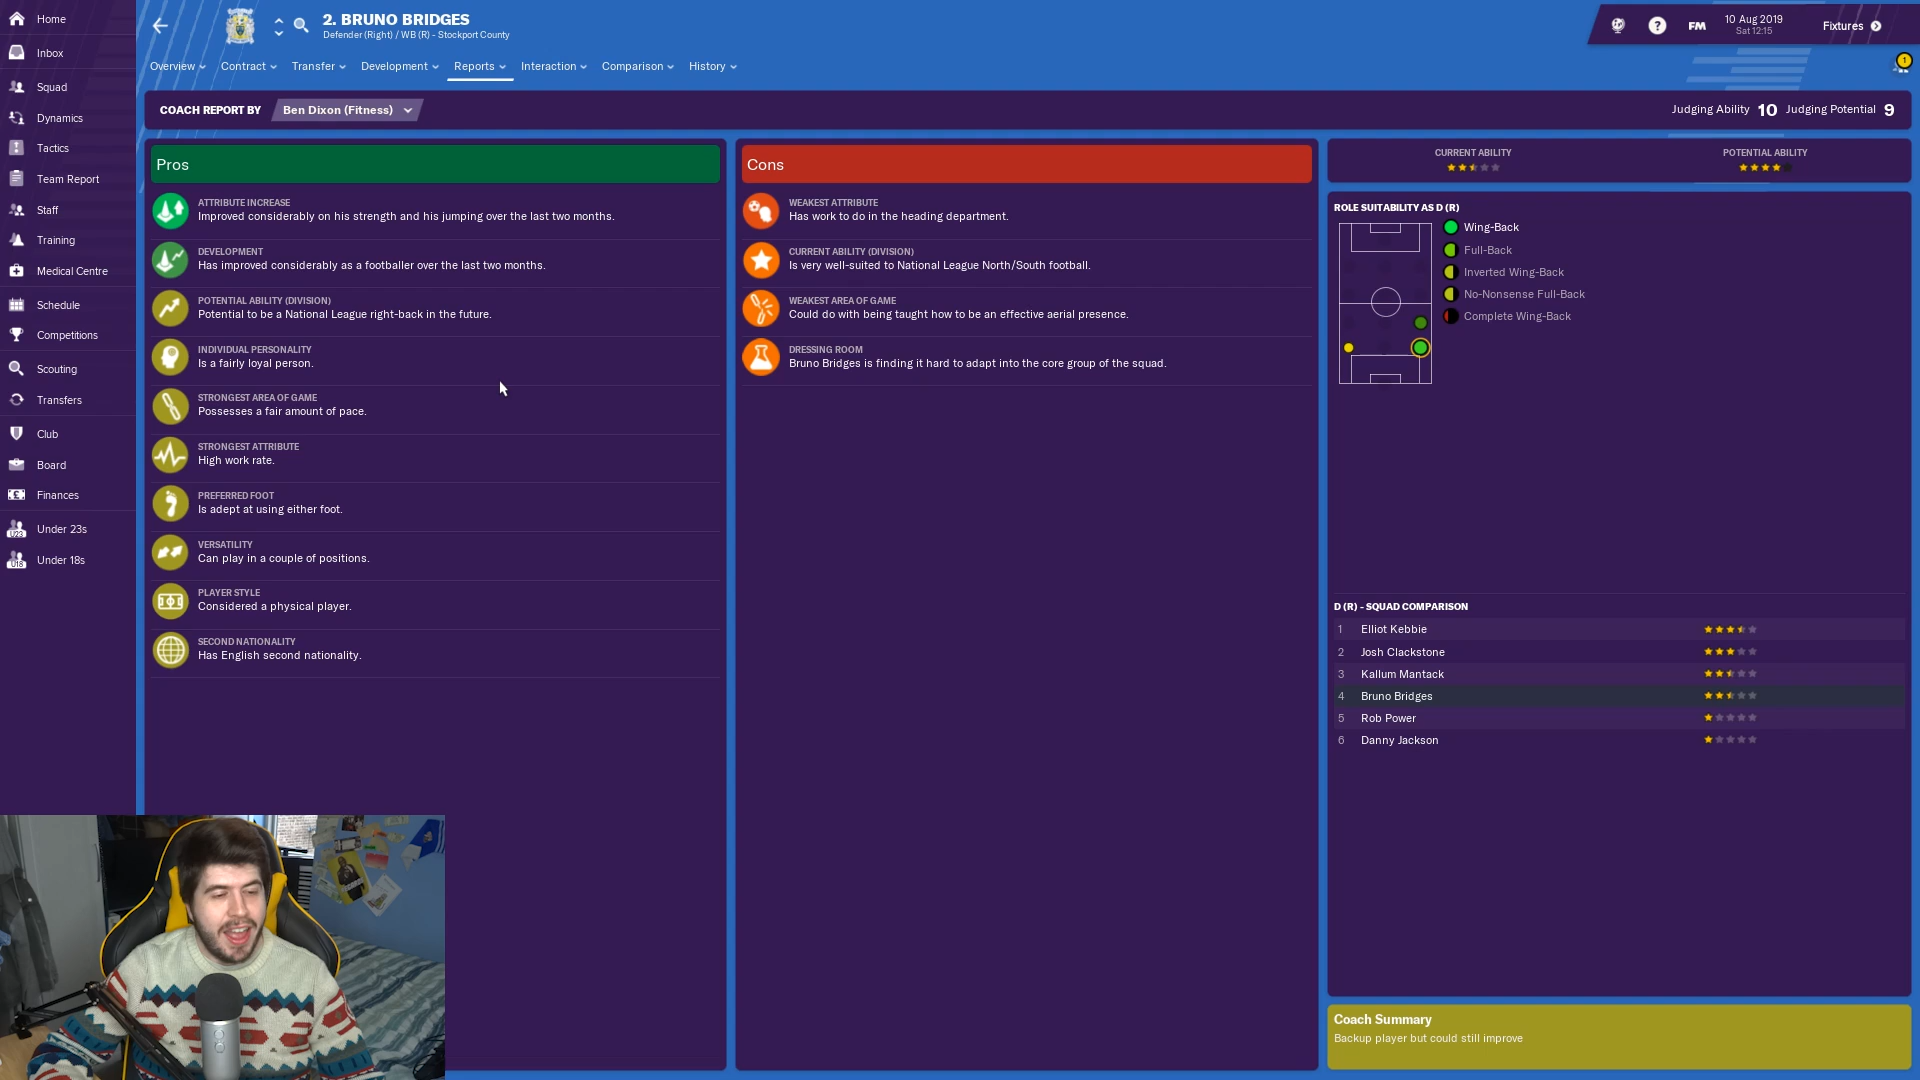 Home
Inbox
Squad
Dynamics
Tactics
Team Report
Staff
Training
Medical Centre
Schedule
Competitions
Scouting
Transfers
Club
Board
Finances
U23
Under 23s
U18
Under 18s
2. BRUNO BRIDGES
Defender (Right) / WB (R) - Stockport County
? FM
10 Aug 2019
Sat 12:15
Fixtures
1
Overview
Contract
Transfer
Development
Reports
Interaction
Comparison
History
COACH REPORT BY Ben Dixon (Fitness)
Judging Ability 10 Judging Potential 9
Pros
ATTRIBUTE INCREASE
Improved considerably on his strength and his jumping over the last two months.
DEVELOPMENT
Has improved considerably as a footballer over the last two months.
POTENTIAL ABILITY (DIVISION)
Potential to be a National League right-back in the future.
INDIVIDUAL PERSONALITY
Is a fairly loyal person.
STRONGEST AREA OF GAME
Possesses a fair amount of pace.
STRONGEST ATTRIBUTE
High work rate.
PREFERRED FOOT
Is adept at using either foot.
VERSATILITY
Can play in a couple of positions.
PLAYER STYLE
Considered a physical player.
SECOND NATIONALITY
Has English second nationality.
Cons
WEAKEST ATTRIBUTE
Has work to do in the heading department.
CURRENT ABILITY (DIVISION)
Is very well-suited to National League North/South football.
WEAKEST AREA OF GAME
Could do with being taught how to be an effective aerial presence.
DRESSING ROOM
Bruno Bridges is finding it hard to adapt into the core group of the squad.
CURRENT ABILITY
POTENTIAL ABILITY
ROLE SUITABILITY AS D (R)
Wing-Back
Full-Back
Inverted Wing-Back
No-Nonsense Full-Back
Complete Wing-Back
D (R) - SQUAD COMPARISON
1 Elliot Kebbie
2 Josh Clackstone
3 Kallum Mantack
4 Bruno Bridges
5 Rob Power
6 Danny Jackson
Coach Summary
Backup player but could still improve